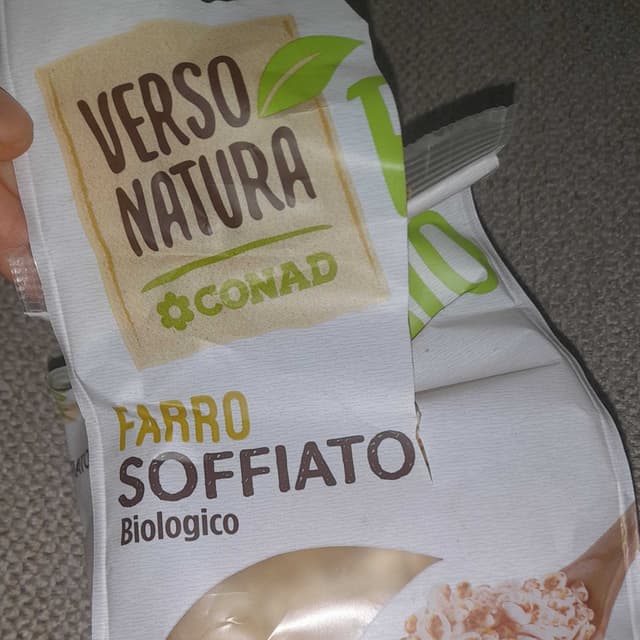 VERSO
NATURA
CONAD
FARRO
SOFFIATO
Biologico